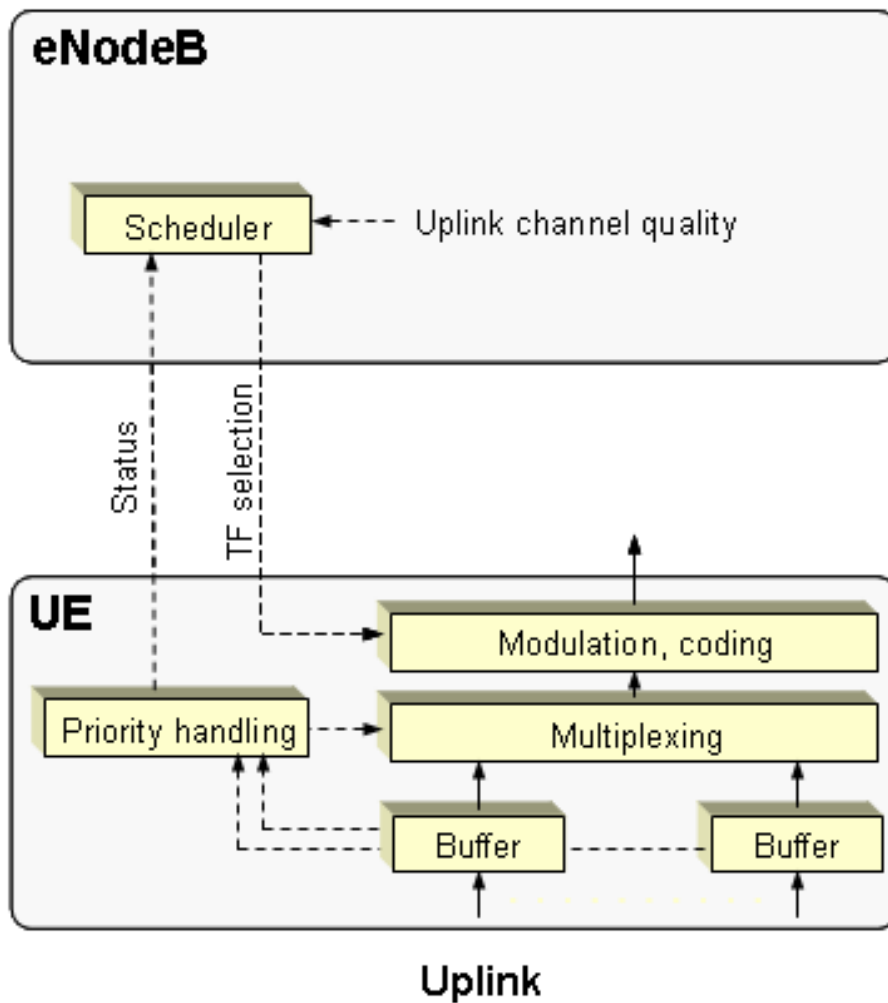 eNodeB
Scheduler
Uplink channel quality
Status
TF selection
UE
Modulation, coding
Priority handling
Multiplexing
Buffer
Buffer
Uplink